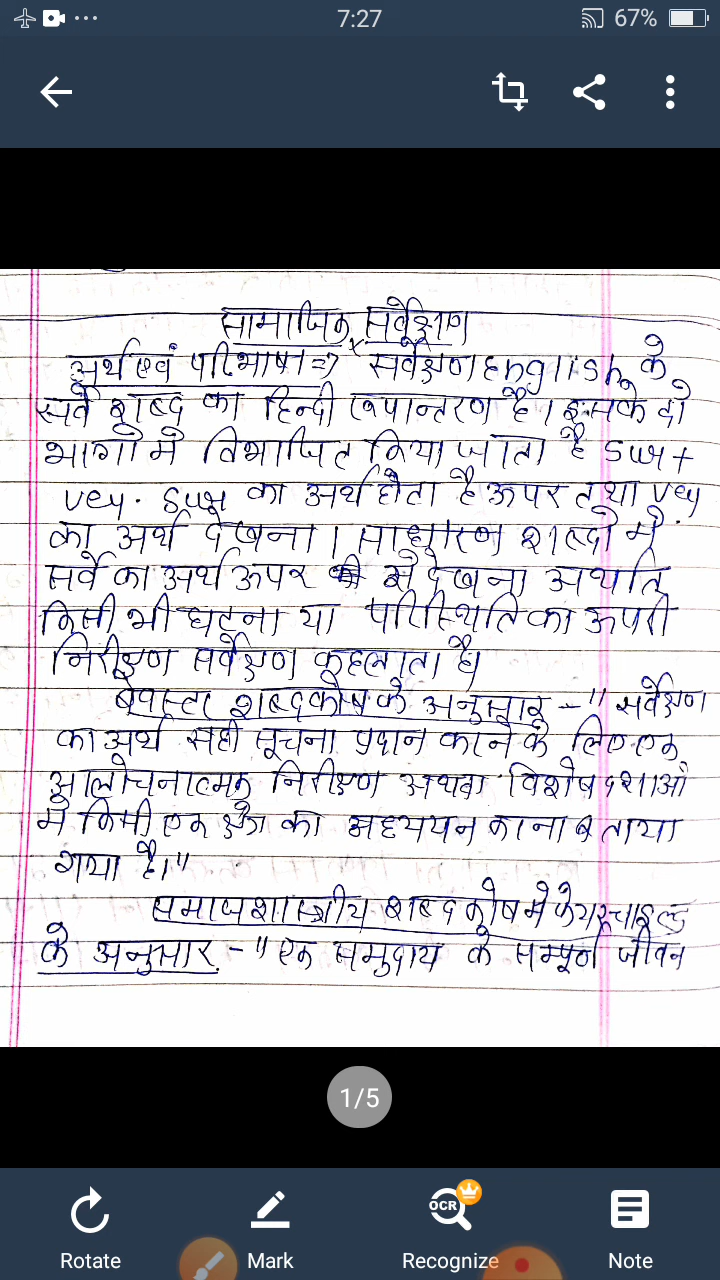 7:27
67%
सामाजिक सर्वेक्षण
अर्थ एवं परिभाषा => सर्वेक्षण English के
सर्वे शब्द का हिन्दी रूपान्तरण है। इसके दो
भागों में विभाजित किया जाता है Sur +
vey. Sur का अर्थ होता है ऊपर तथा vey
का अर्थ देखना। साधारण शब्दों में
सर्वे का अर्थ ऊपर से देखना अर्थात
किसी भी घटना या परिस्थिति का ऊपरी
निरीक्षण सर्वेक्षण कहलाता है।
बेवस्टर शब्दकोष के अनुसार - " सर्वेक्षण
का अर्थ सही सूचना प्रदान करने के लिए एक
आलोचनात्मक निरीक्षण अथवा विशेष दशाओं
में किसी एक क्षेत्र का अध्ययन करना बताया
गया है।"
समाजशास्त्रीय शब्दकोष में फेयरचाइल्ड
के अनुसार - " एक समुदाय के सम्पूर्ण जीवन
1/5
OCR
Rotate Mark Recognize Note